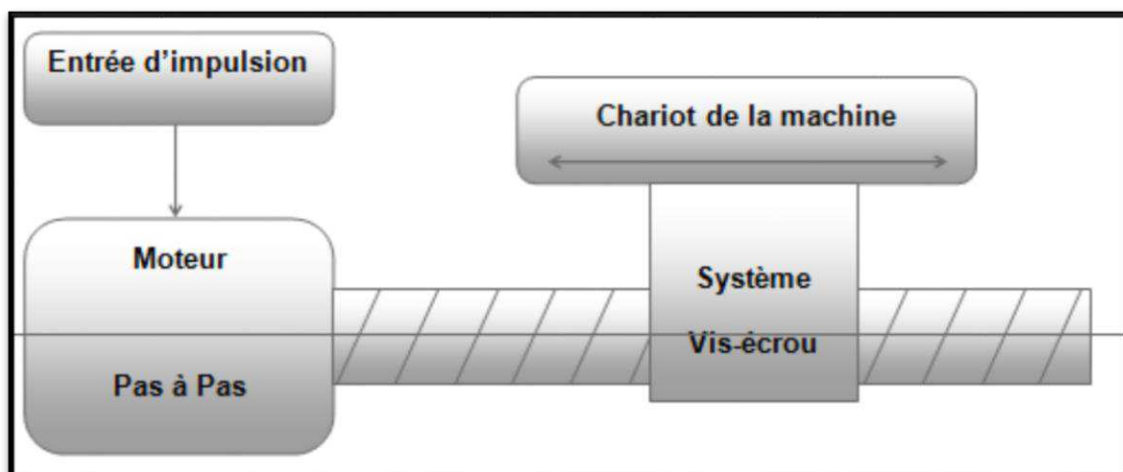 Entrée d'impulsion
Chariot de la machine
Moteur
Pas à Pas
Système
Vis-écrou